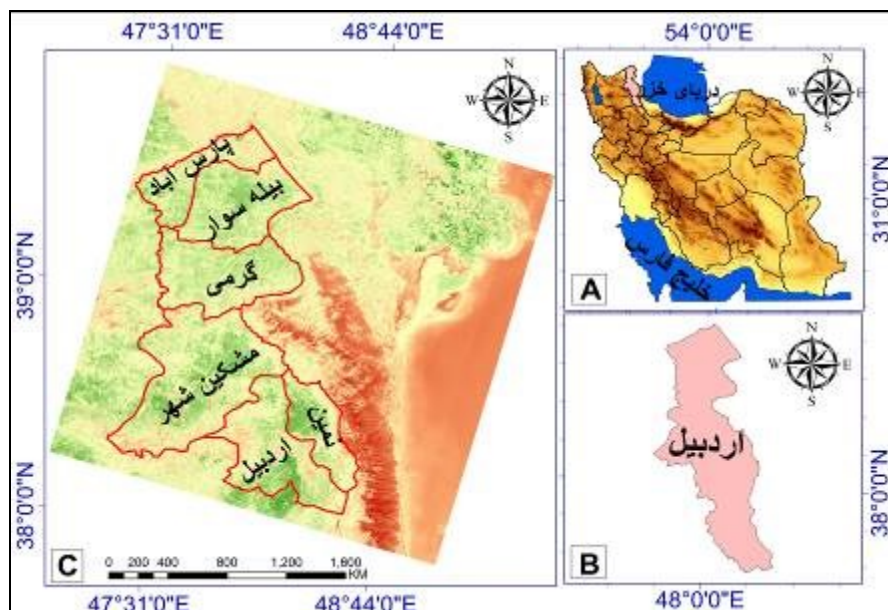 47°31'0"E
48°44'0"E
39°0'0"N
38°0'0"N
N
W
E
S
پارس اباد
بیله سوار
گرمی
مشکین شهر
نمین
اردبیل
C
0 200 400 800 1,200 1,600
KM
47°31'0"E
48°44'0"E
54°0'0"E
31°0'0"N
N
W
E
S
دریای خزر
خلیج فارس
A
N
W
E
S
اردبیل
B
38°0'0"N
48°0'0"E